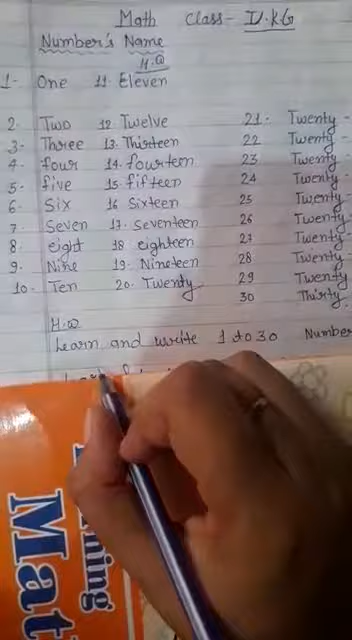 Math Class- U.K.G
Number's Name
H.W
1- One 11. Eleven
2. Two 12. Twelve 21. Twenty-
3- Three 13. Thirteen 22 Twenty-
4- four 14. fourteen 23 Twenty-
5- five 15. fifteen 24 Twenty-
6- Six 16 Sixteen 25 Twenty-
7- Seven 17. Seventeen 26 Twenty-
8- eight 18 eighteen 27 Twenty-
9- Nine 19. Nineteen 28 Twenty-
10- Ten 20. Twenty 29 Twenty
30 Thirty.
H.W
Learn and write 1 to 30 Number
Mat